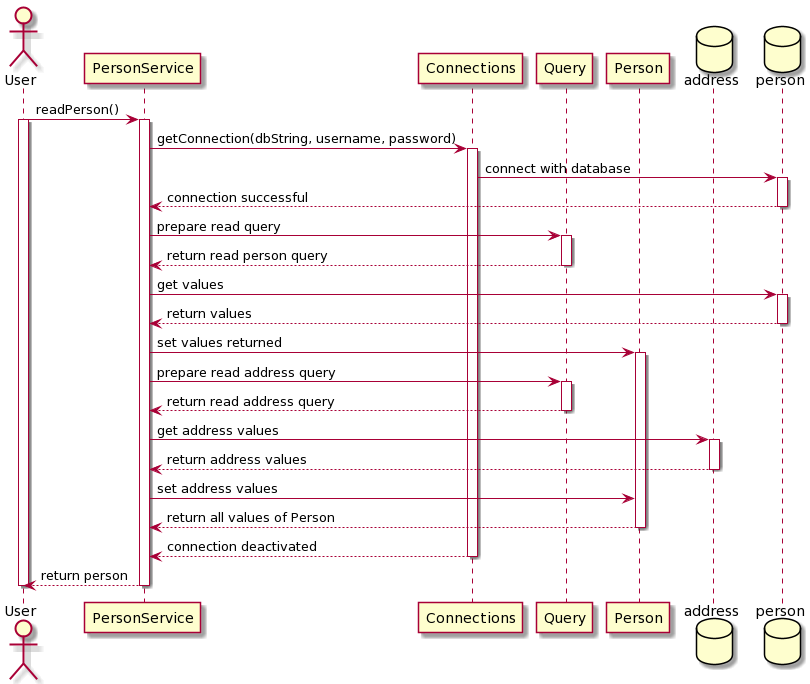 User
PersonService
Connections
Query
Person
address
person
readPerson()
getConnection(dbString, username, password)
connect with database
connection successful
prepare read query
return read person query
get values
return values
set values returned
prepare read address query
return read address query
get address values
return address values
set address values
return all values of Person
connection deactivated
return person
User
PersonService
Connections
Query
Person
address
person